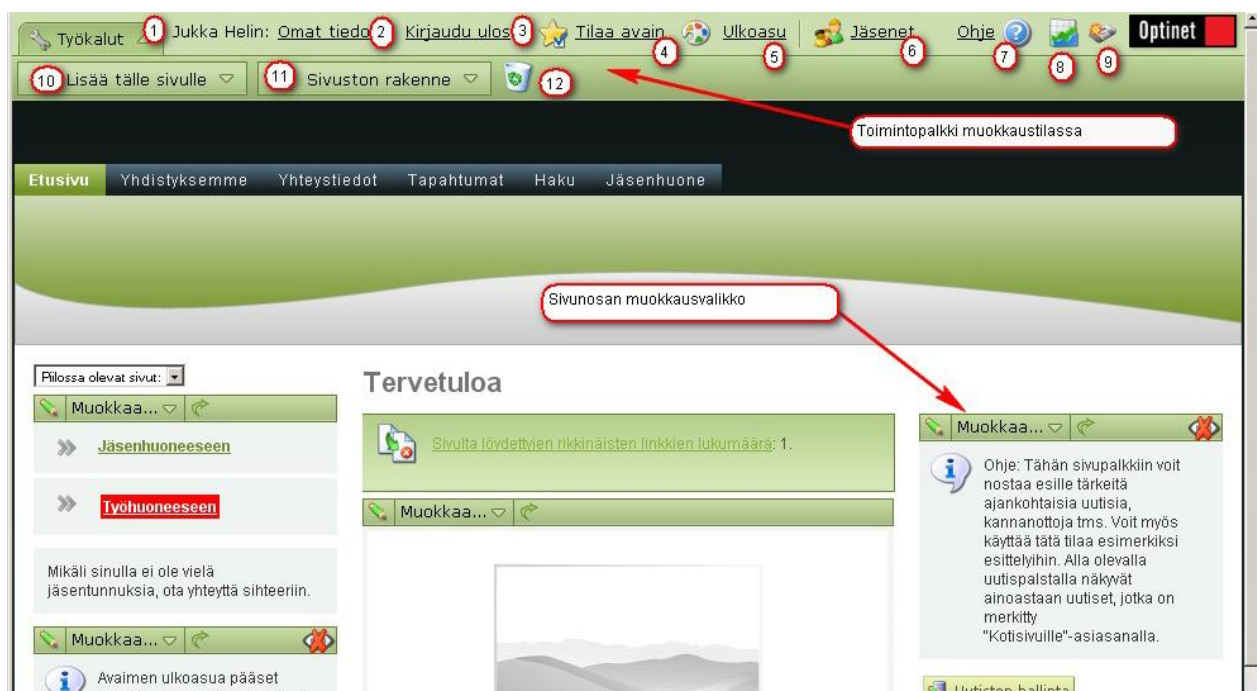 Työkalut 1 Jukka Helin: Omat tiedo 2 Kirjaudu ulos 3 Tilaa avain 4 Ulkoasu 5 Jäsenet 6 Ohje 7 8 9 Optinet
10 Lisää tälle sivulle 11 Sivuston rakenne 12
Toimintopalkki muokkaustilassa
Etusivu Yhdistyksemme Yhteystiedot Tapahtumat Haku Jäsenhuone
Sivunosan muokkausvalikko
Piilossa olevat sivut:
Muokkaa...
Jäsenhuoneeseen
Työhuoneeseen
Mikäli sinulla ei ole vielä
jäsentunnuksia, ota yhteyttä sihteeriin.
Muokkaa...
Avaimen ulkoasua pääset
Tervetuloa
Sivulta löydettyjen rikkinäisten linkkien lukumäärä: 1.
Muokkaa...
Muokkaa...
Ohje: Tähän sivupalkkiin voit
nostaa esille tärkeitä
ajankohtaisia uutisia,
kannanottoja tms. Voit myös
käyttää tätä tilaa esimerkiksi
esittelyihin. Alla olevalla
uutispalstalla näkyvät
ainoastaan uutiset, jotka on
merkitty
"Kotisivuille"-asiasanalla.
Uutisten hallinta